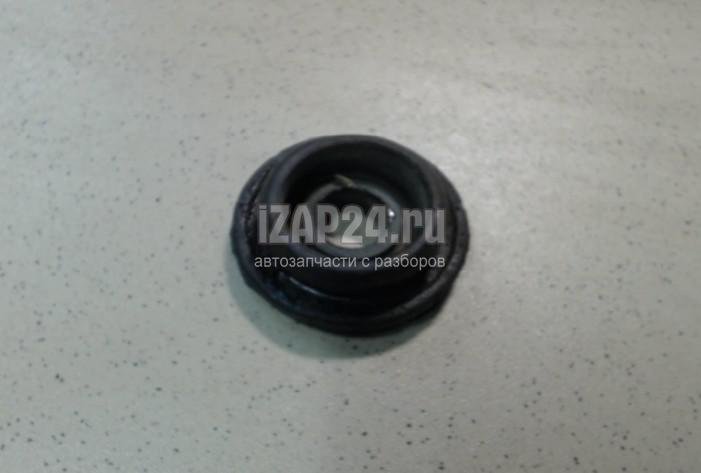 iZAP24.ru
автозапчасти с разборов